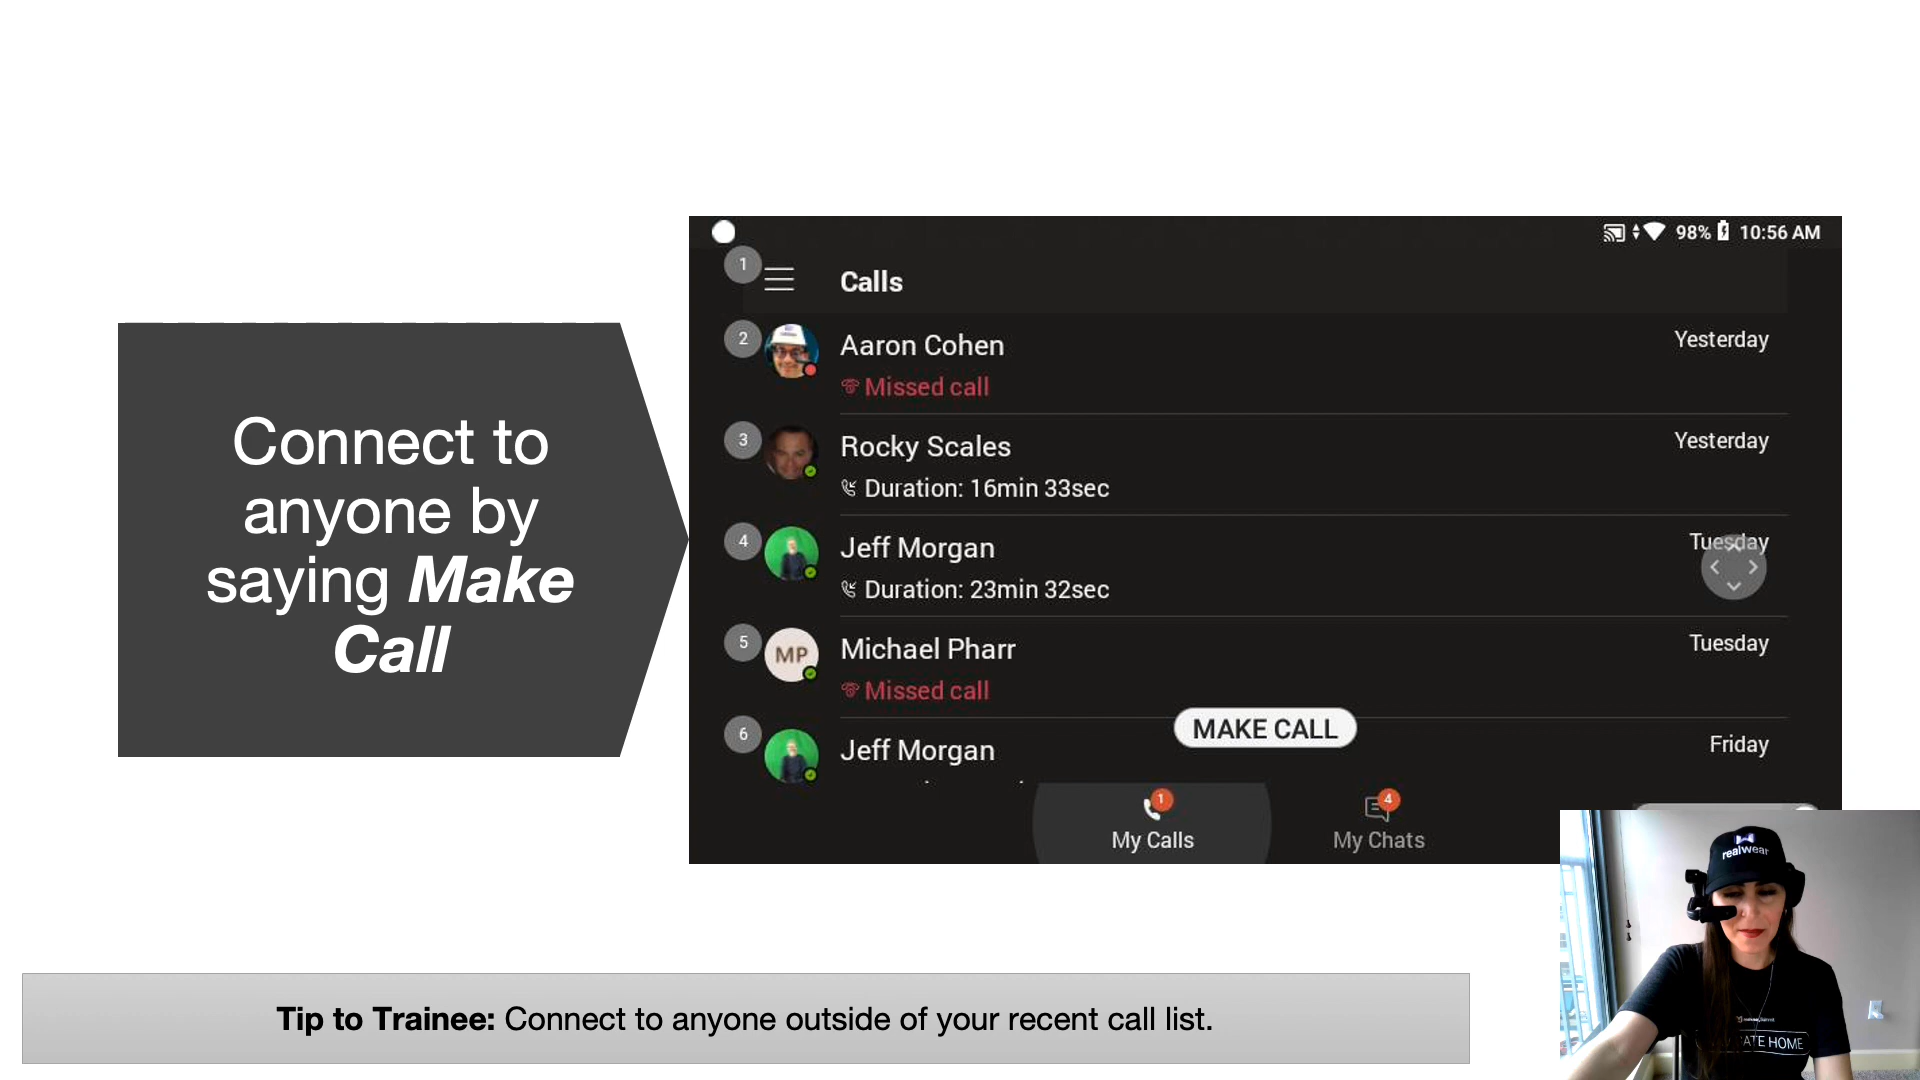 98% 10:56 AM
1
Calls
2
Aaron Cohen
Yesterday
Missed call
3
Rocky Scales
Yesterday
Duration: 16min 33sec
4
Jeff Morgan
Tuesday
Duration: 23min 32sec
5
MP
Michael Pharr
Tuesday
Missed call
6
Jeff Morgan
Friday
MAKE CALL
1
My Calls
4
My Chats
Connect to
anyone by
saying Make
Call
realwear
ATE HOME
Tip to Trainee: Connect to anyone outside of your recent call list.